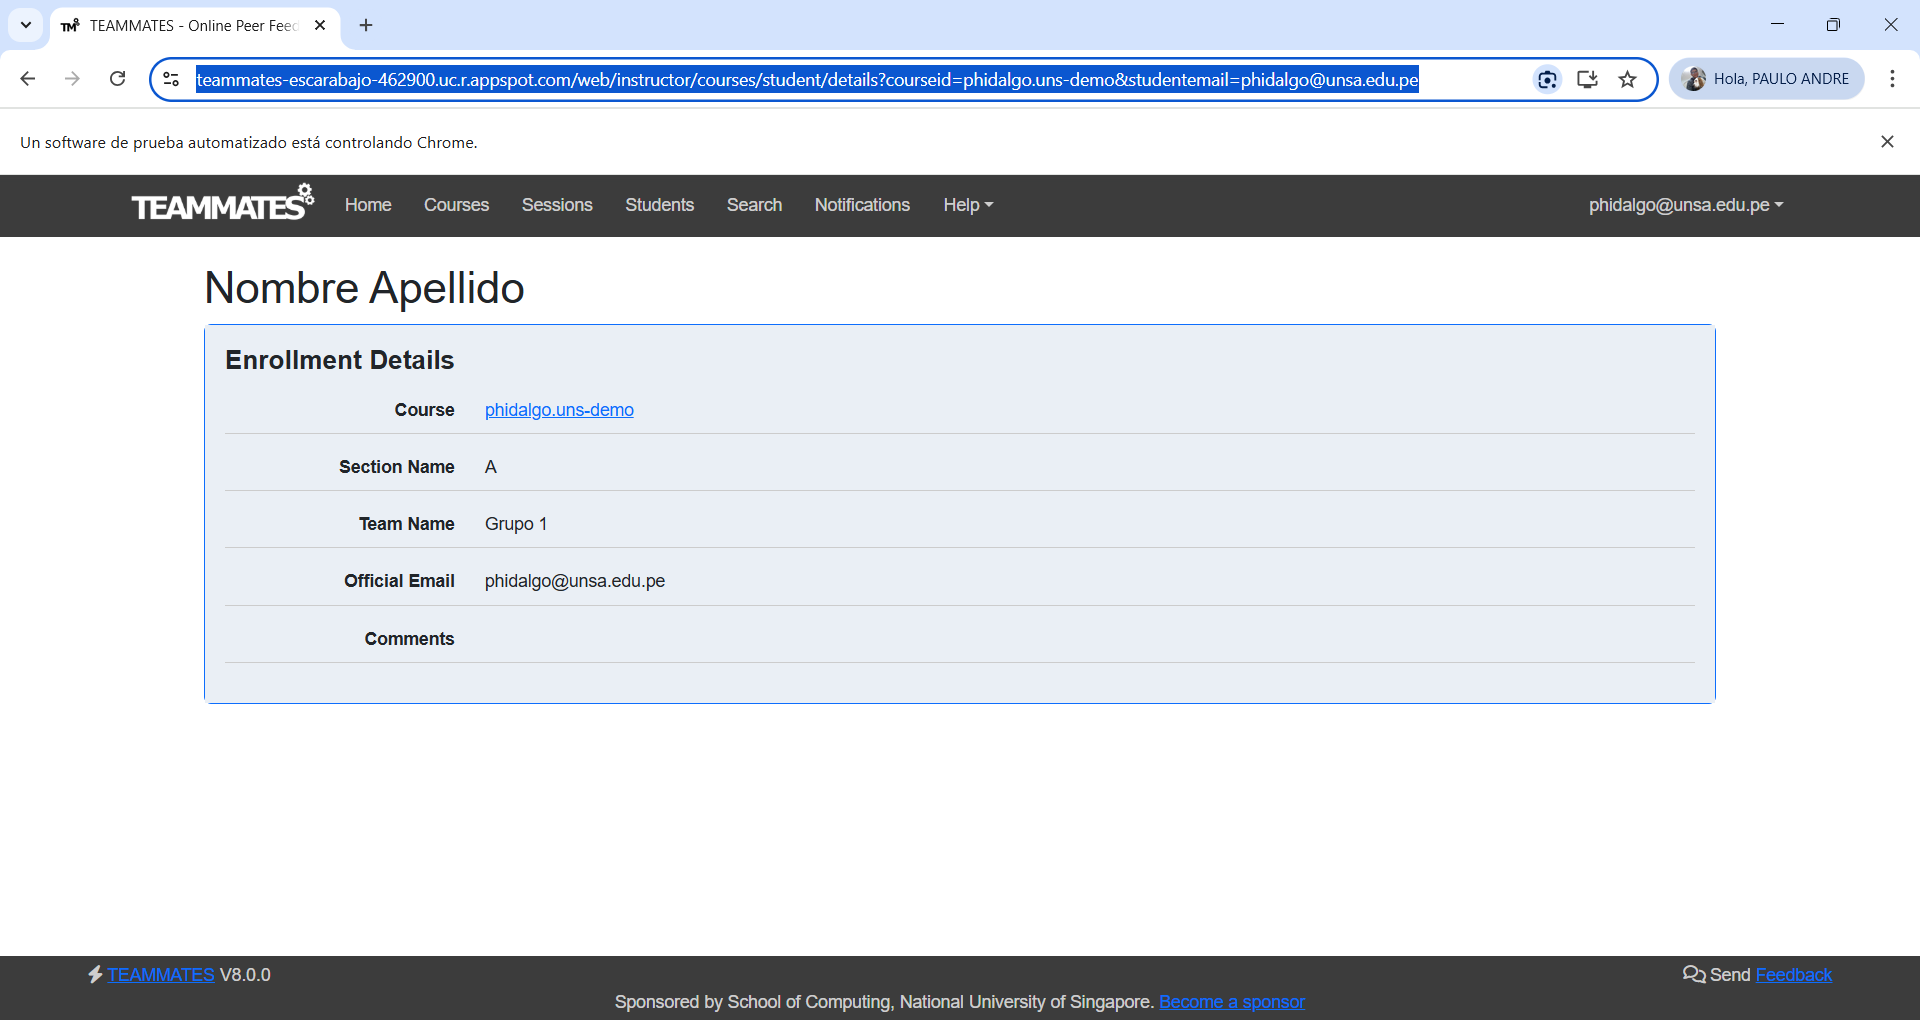 TEAMMATES - Online Peer Feed
teammates-escarabajo-462900.uc.r.appspot.com/web/instructor/courses/student/details?courseid=phidalgo.uns-demo&studentemail=phidalgo@unsa.edu.pe
Hola, PAULO ANDRE
Un software de prueba automatizado está controlando Chrome.
TEAMMATES Home Courses Sessions Students Search Notifications Help phidalgo@unsa.edu.pe
Nombre Apellido
Enrollment Details
Course phidalgo.uns-demo
Section Name A
Team Name Grupo 1
Official Email phidalgo@unsa.edu.pe
Comments
TEAMMATES V8.0.0
Send Feedback
Sponsored by School of Computing, National University of Singapore. Become a sponsor